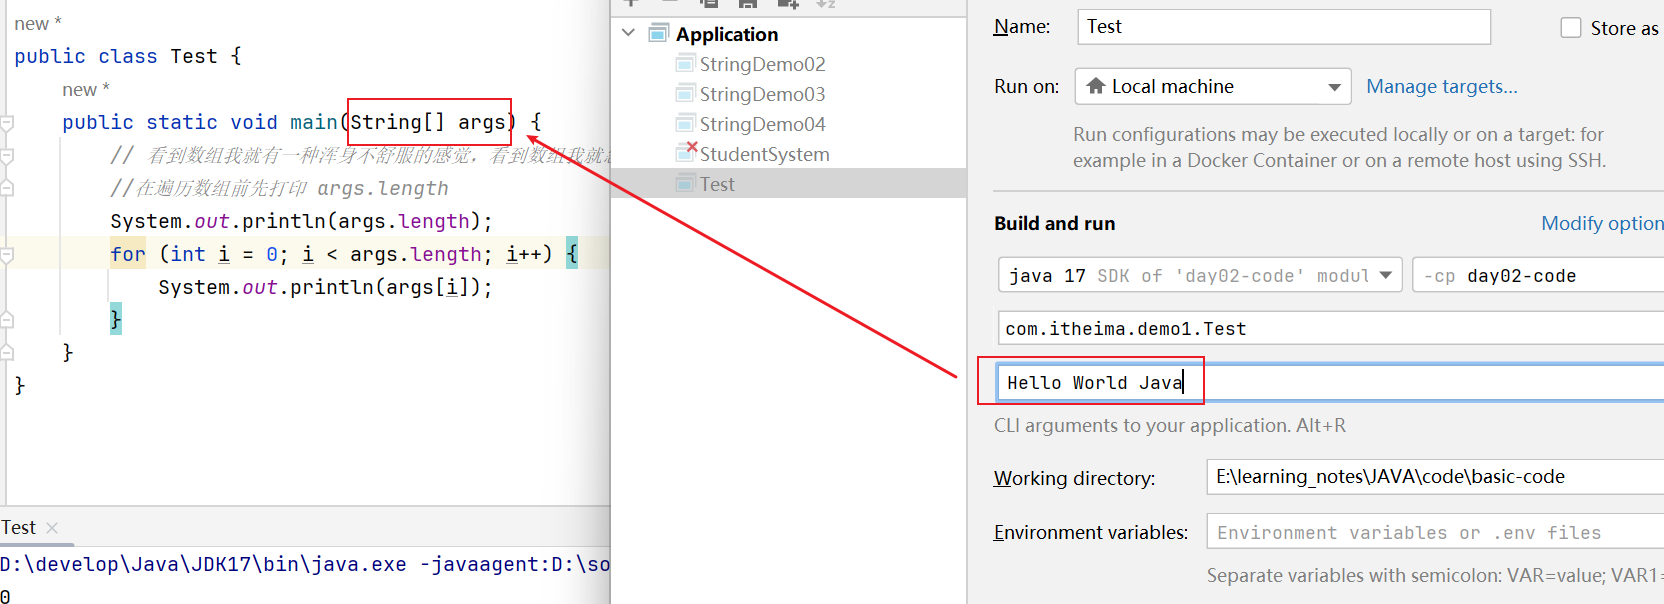 new *
public class Test {
new *
public static void main(String[] args) {
// 看到数组我就有一种浑身不舒服的感觉，看到数组我就
//在遍历数组前先打印 args.length
System.out.println(args.length);
for (int i = 0; i < args.length; i++) {
System.out.println(args[i]);
}
}
}
Test
D:\develop\Java\JDK17\bin\java.exe -javaagent:D:\so
0
Application
StringDemo02
StringDemo03
StringDemo04
StudentSystem
Test
Name: Test
Store as
Run on: Local machine Manage targets...
Run configurations may be executed locally or on a target: for
example in a Docker Container or on a remote host using SSH.
Build and run Modify option
java 17 SDK of 'day02-code' modul -cp day02-code
com.itheima.demo1.Test
Hello World Java
CLI arguments to your application. Alt+R
Working directory: E:\learning_notes\JAVA\code\basic-code
Environment variables: Environment variables or .env files
Separate variables with semicolon: VAR=value; VAR1=